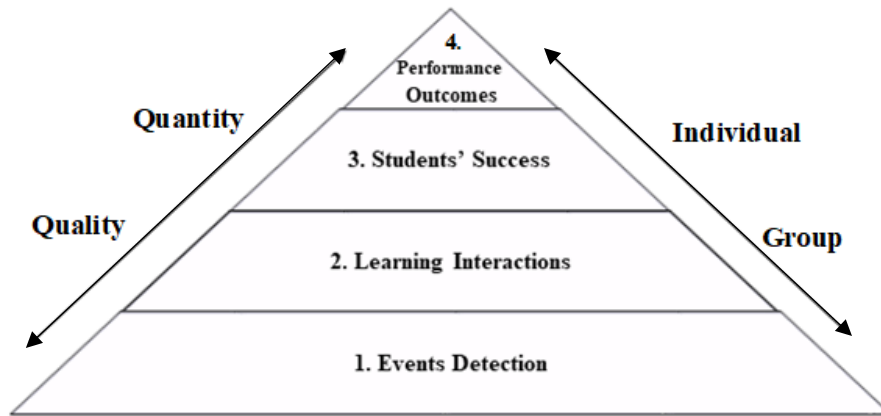 4.
Performance
Outcomes
Quantity
Individual
3. Students’ Success
Quality
Group
2. Learning Interactions
1. Events Detection